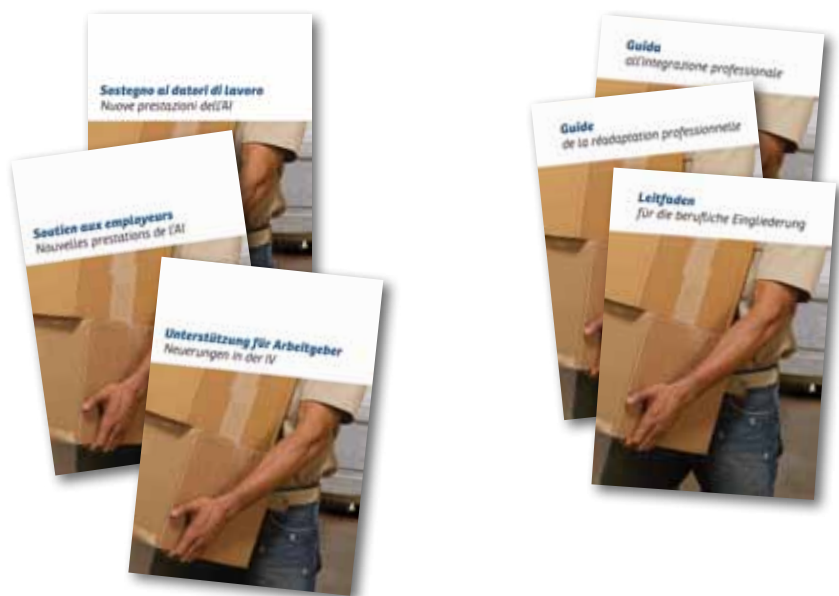 Sostegno ai datori di lavoro
Nuove prestazioni dell'AI
Soutien aux employeurs
Nouvelles prestations de l'AI
Unterstützung für Arbeitgeber
Neuerungen in der IV
Guida
all'integrazione professionale
Guide
de la réadaptation professionnelle
Leitfaden
für die berufliche Eingliederung